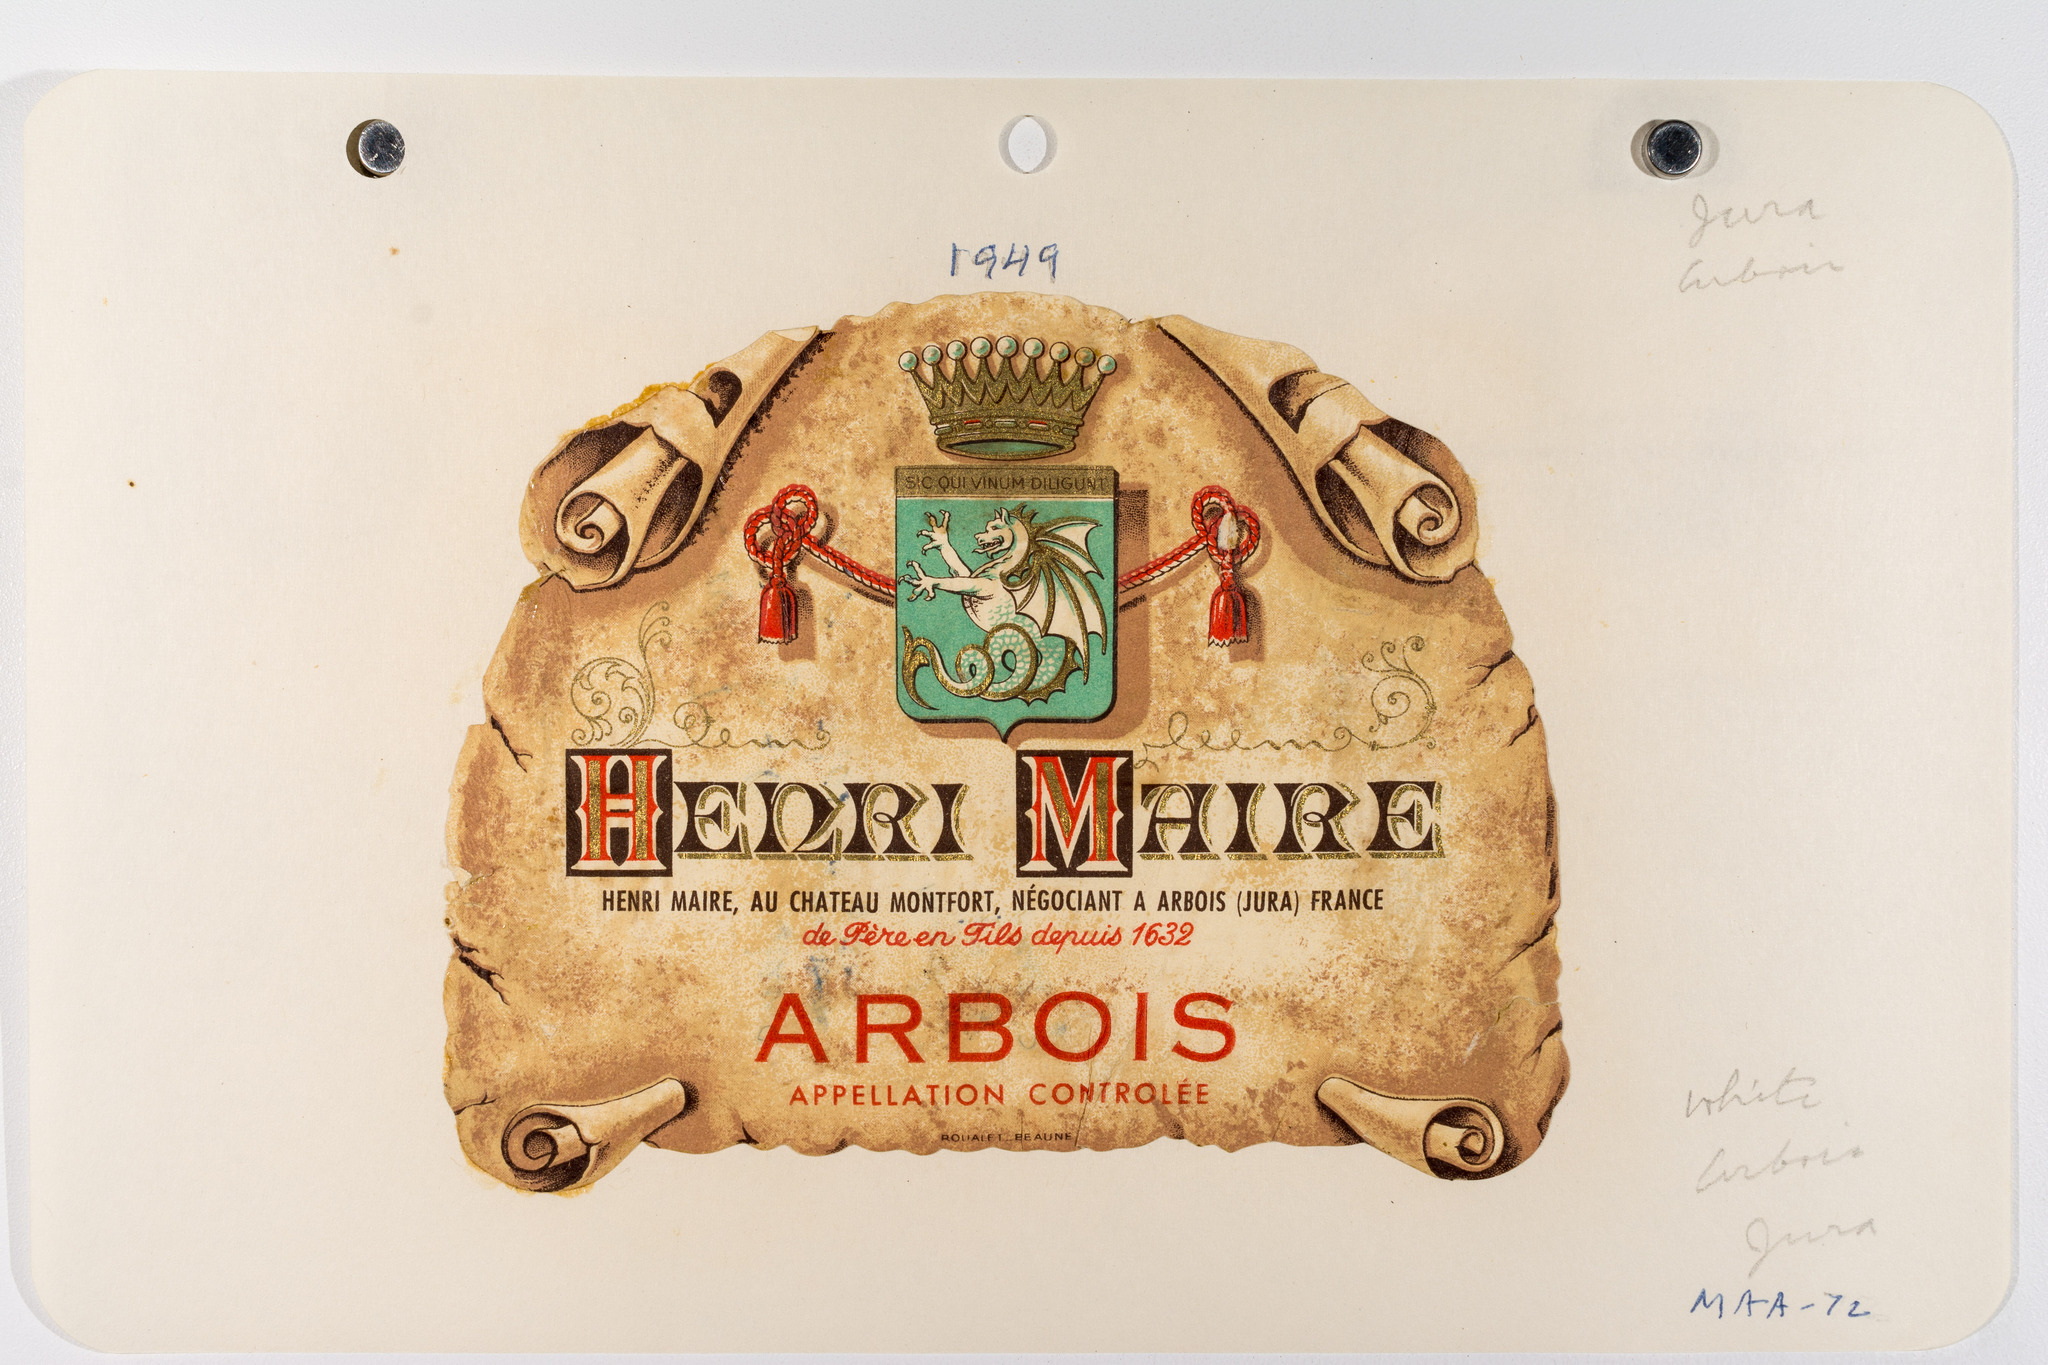 Jura
Arbois
1949
SIC QUI VINUM DILIGUNT
HENRI MAIRE
HENRI MAIRE, AU CHATEAU MONTFORT, NÉGOCIANT A ARBOIS (JURA) FRANCE
de Père en Fils depuis 1632
ARBOIS
APPELLATION CONTROLÉE
ROUALET_BEAUNE
white
Arbois
Jura
MAA-72